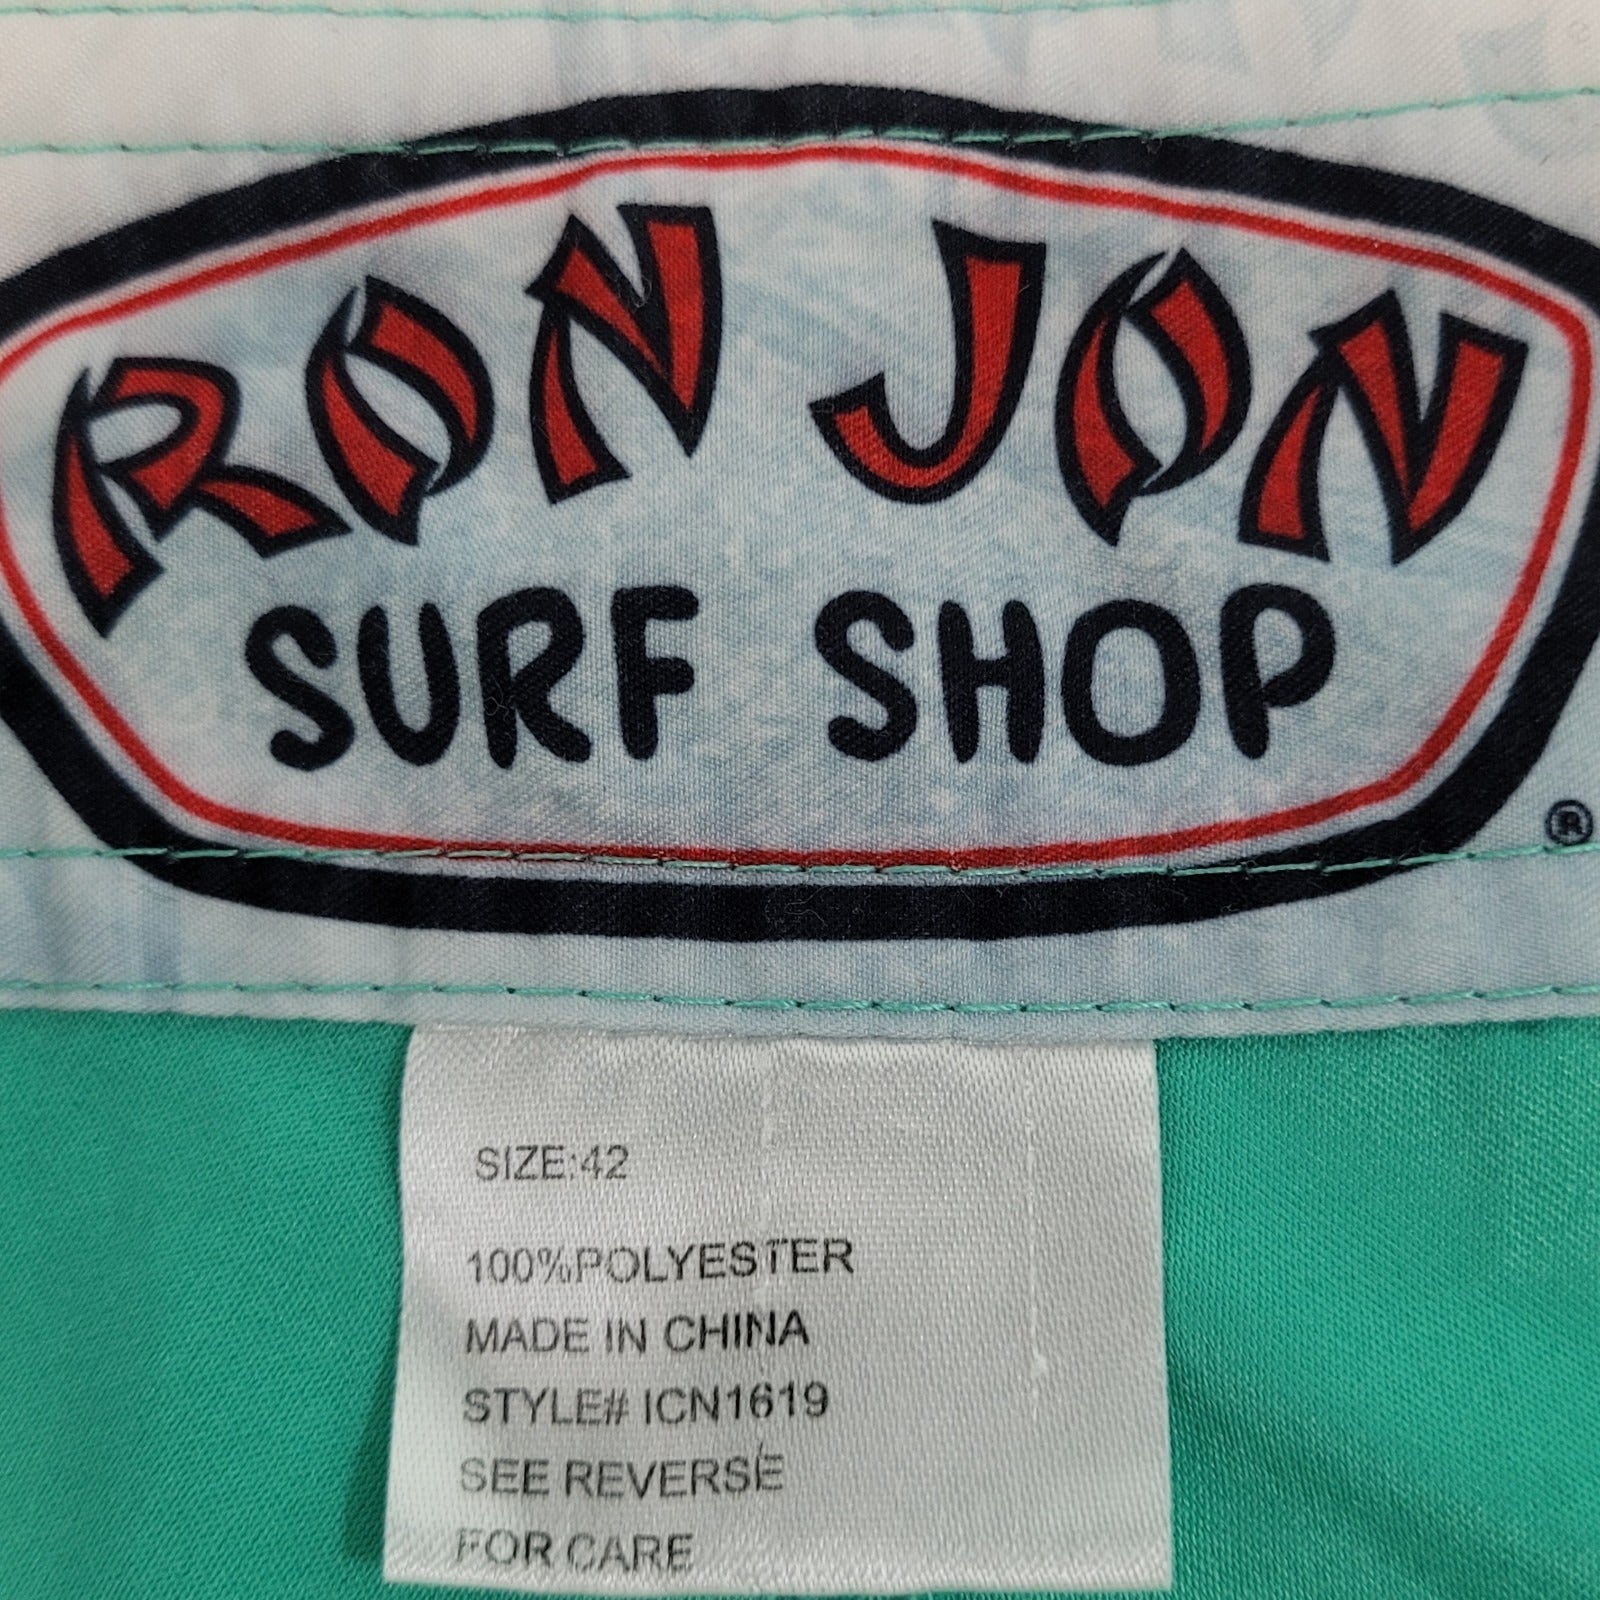 RON JON
SURF SHOP
®
SIZE:42
100%POLYESTER
MADE IN CHINA
STYLE# ICN1619
SEE REVERSE
FOR CARE